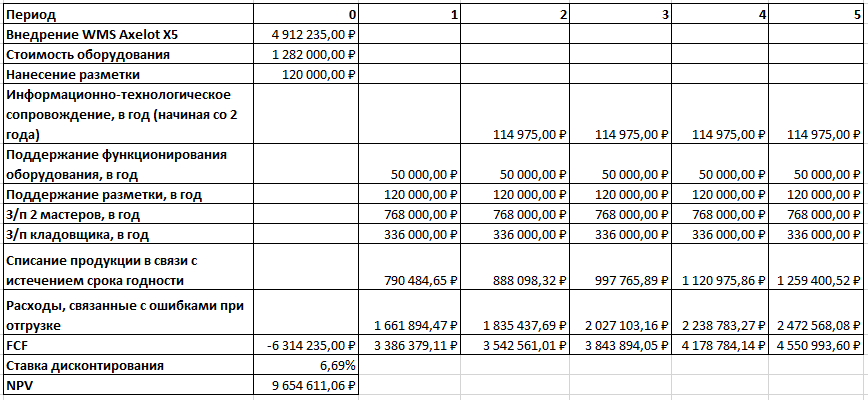 Период 0 1 2 3 4 5
Внедрение WMS Axelot X5 4 912 235,00 ₽
Стоимость оборудования 1 282 000,00 ₽
Нанесение разметки 120 000,00 ₽
Информационно-технологическое
сопровождение, в год (начиная со 2
года) 114 975,00 ₽ 114 975,00 ₽ 114 975,00 ₽ 114 975,00 ₽
Поддержание функционирования
оборудования, в год 50 000,00 ₽ 50 000,00 ₽ 50 000,00 ₽ 50 000,00 ₽ 50 000,00 ₽
Поддержание разметки, в год 120 000,00 ₽ 120 000,00 ₽ 120 000,00 ₽ 120 000,00 ₽ 120 000,00 ₽
З/п 2 мастеров, в год 768 000,00 ₽ 768 000,00 ₽ 768 000,00 ₽ 768 000,00 ₽ 768 000,00 ₽
З/п кладовщика, в год 336 000,00 ₽ 336 000,00 ₽ 336 000,00 ₽ 336 000,00 ₽ 336 000,00 ₽
Списание продукции в связи с
истечением срока годности 790 484,65 ₽ 888 098,32 ₽ 997 765,89 ₽ 1 120 975,86 ₽ 1 259 400,52 ₽
Расходы, связанные с ошибками при
отгрузке 1 661 894,47 ₽ 1 835 437,69 ₽ 2 027 103,16 ₽ 2 238 783,27 ₽ 2 472 568,08 ₽
FCF -6 314 235,00 ₽ 3 386 379,11 ₽ 3 542 561,01 ₽ 3 843 894,05 ₽ 4 178 784,14 ₽ 4 550 993,60 ₽
Ставка дисконтирования 6,69%
NPV 9 654 611,06 ₽